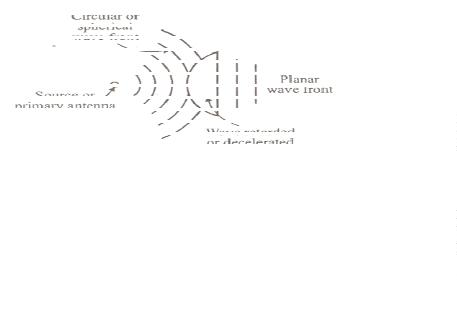 Circular or
spherical
wave front
Planar
wave front
Source or
primary antenna
Wave retarded
or decelerated